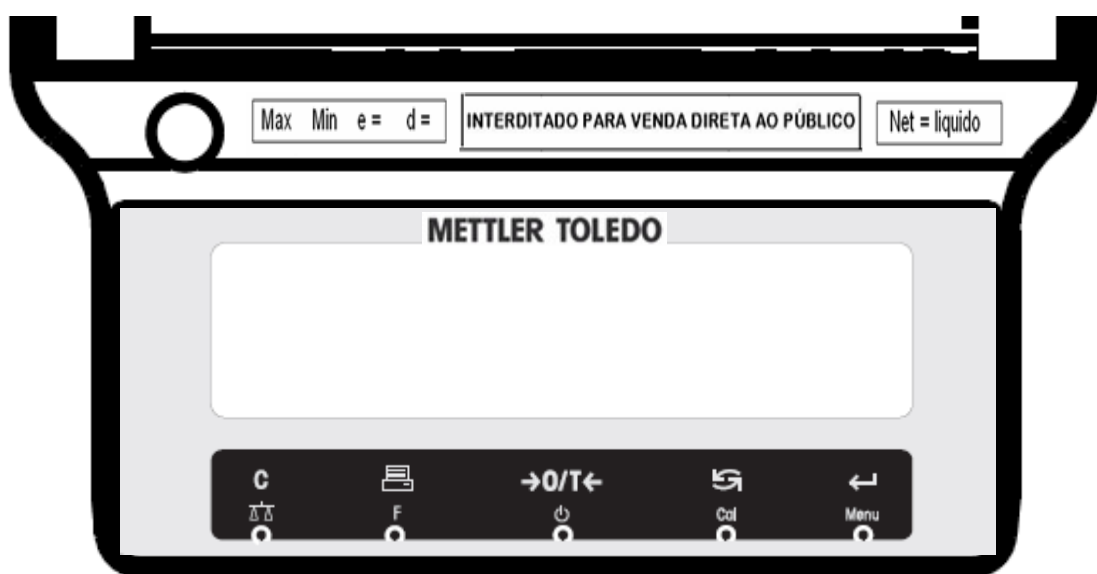 Max Min e = d = INTERDITADO PARA VENDA DIRETA AO PÚBLICO Net = liquido
METTLER TOLEDO
C →0/T←
F Cal Menu